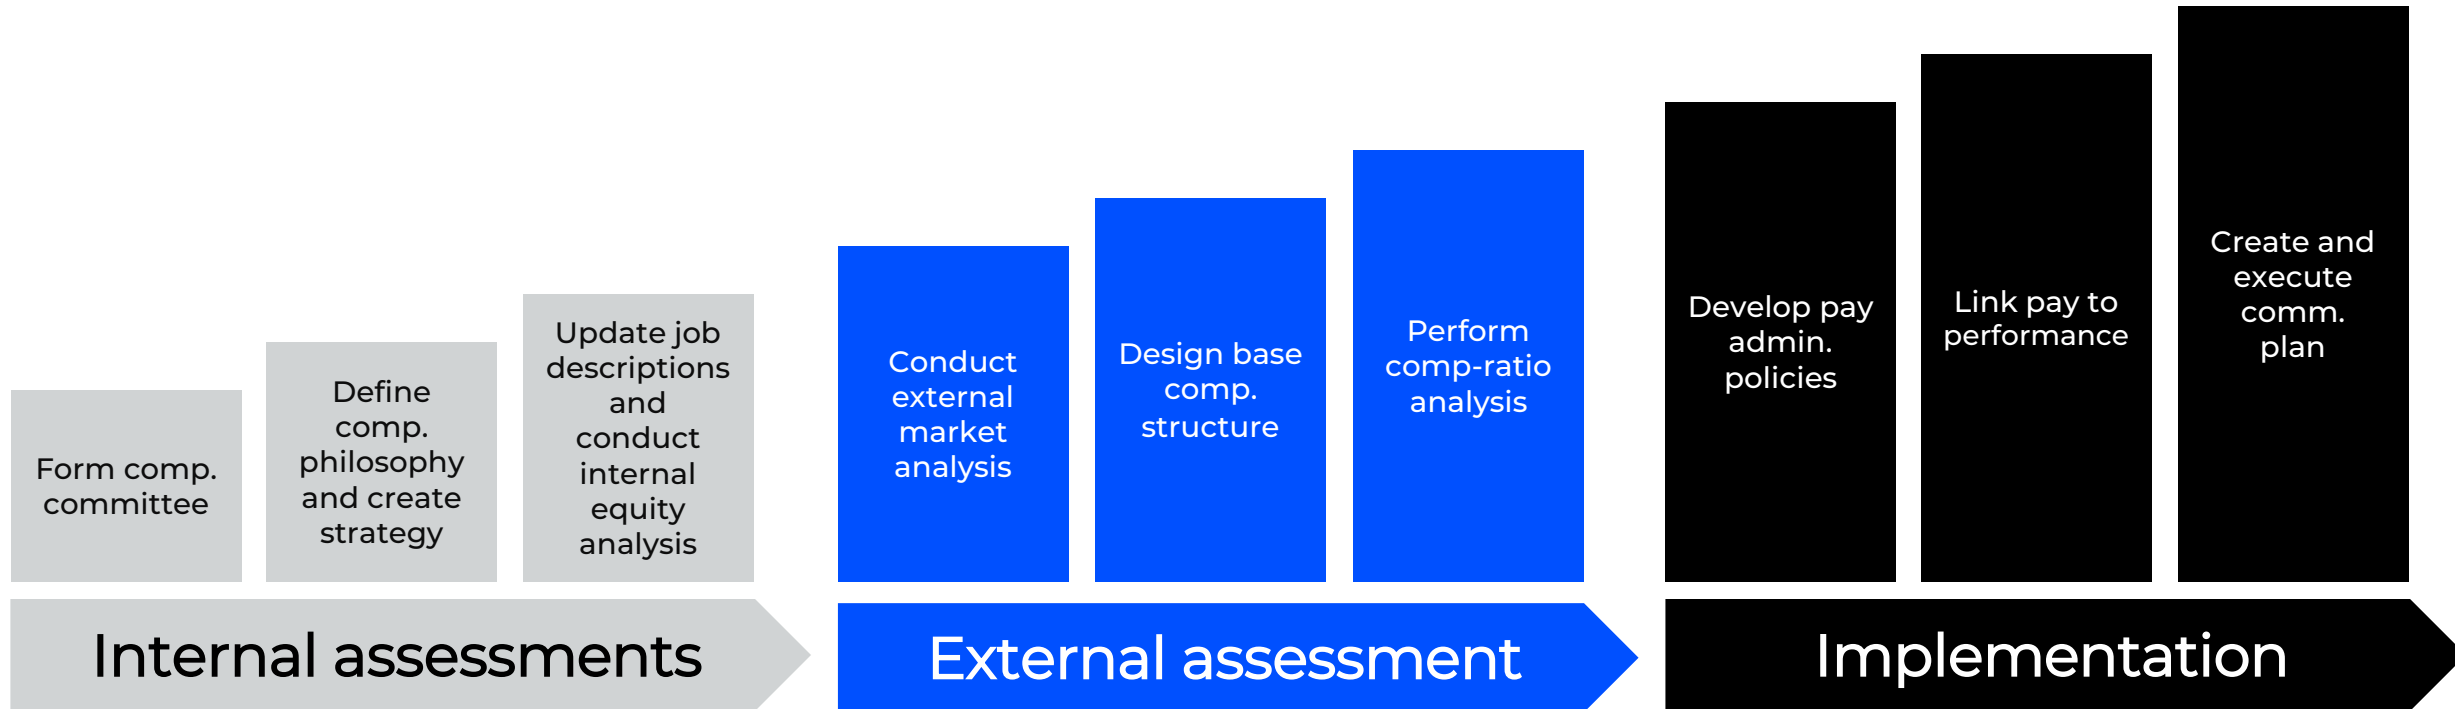 Form comp.
committee
Define
comp.
philosophy
and create
strategy
Update job
descriptions
and
conduct
internal
equity
analysis
Conduct
external
market
analysis
Design base
comp.
structure
Perform
comp-ratio
analysis
Develop pay
admin.
policies
Link pay to
performance
Create and
execute
comm.
plan
Internal assessments
External assessment
Implementation